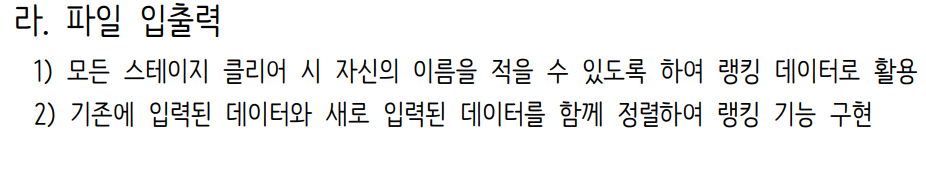 라. 파일 입출력
1) 모든 스테이지 클리어 시 자신의 이름을 적을 수 있도록 하여 랭킹 데이터로 활용
2) 기존에 입력된 데이터와 새로 입력된 데이터를 함께 정렬하여 랭킹 기능 구현